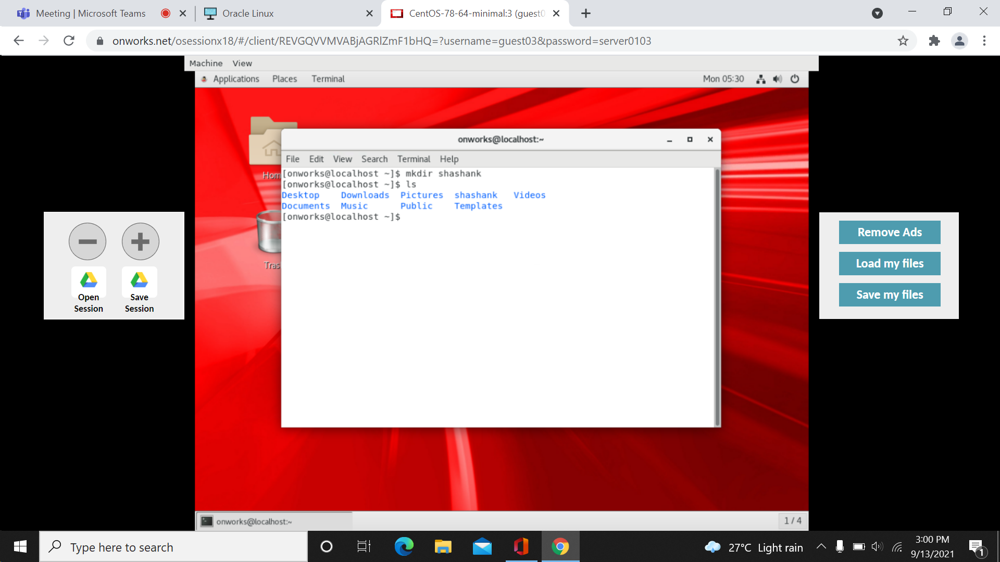 Meeting | Microsoft Teams
Oracle Linux
CentOS-78-64-minimal:3 (guest0
onworks.net/osessionx18/#/client/REVGQVVMVABjAGRlZmF1bHQ=?username=guest03&password=server0103
Machine View
Applications Places Terminal Mon 05:30
onworks@localhost:~
File Edit View Search Terminal Help
Hom
[onworks@localhost ~]$ mkdir shashank
[onworks@localhost ~]$ ls
Desktop Downloads Pictures shashank Videos
Documents Music Public Templates
[onworks@localhost ~]$
Tras
Open Session
Save Session
Remove Ads
Load my files
Save my files
onworks@localhost:~
1 / 4
Type here to search
27°C Light rain
3:00 PM
9/13/2021
1